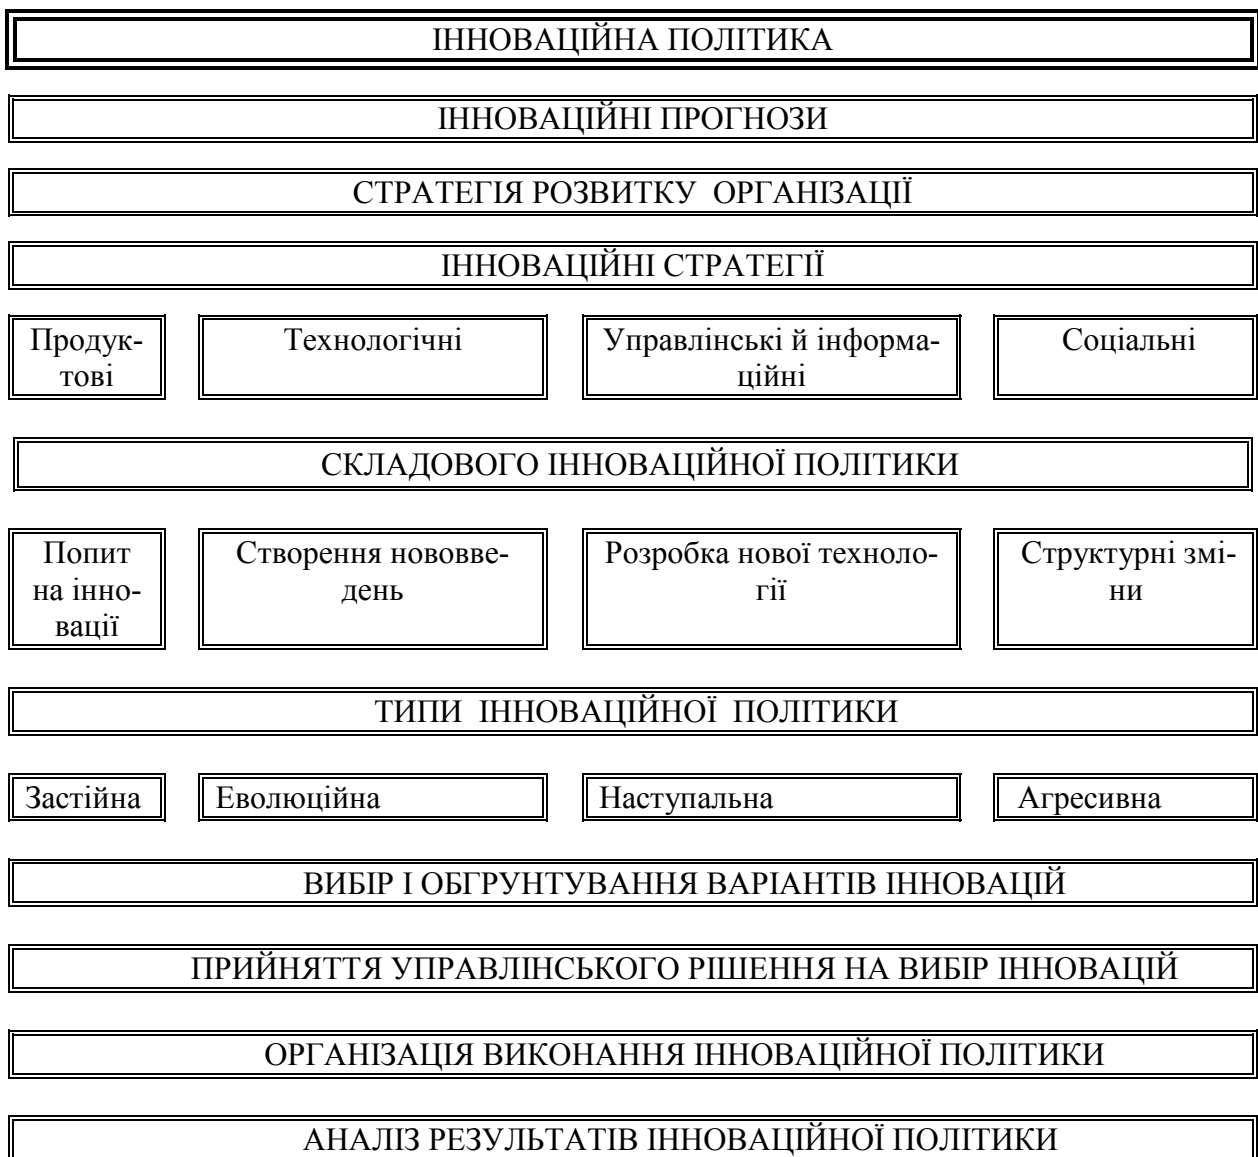 ІННОВАЦІЙНА ПОЛІТИКА
ІННОВАЦІЙНІ ПРОГНОЗИ
СТРАТЕГІЯ РОЗВИТКУ ОРГАНІЗАЦІЇ
ІННОВАЦІЙНІ СТРАТЕГІЇ
Продук-
тові
Технологічні
Управлінські й інформа-
ційні
Соціальні
СКЛАДОВОГО ІННОВАЦІЙНОЇ ПОЛІТИКИ
Попит
на інно-
вації
Створення нововве-
день
Розробка нової техноло-
гії
Структурні змі-
ни
ТИПИ ІННОВАЦІЙНОЇ ПОЛІТИКИ
Застійна
Еволюційна
Наступальна
Агресивна
ВИБІР І ОБГРУНТУВАННЯ ВАРІАНТІВ ІННОВАЦІЙ
ПРИЙНЯТТЯ УПРАВЛІНСЬКОГО РІШЕННЯ НА ВИБІР ІННОВАЦІЙ
ОРГАНІЗАЦІЯ ВИКОНАННЯ ІННОВАЦІЙНОЇ ПОЛІТИКИ
АНАЛІЗ РЕЗУЛЬТАТІВ ІННОВАЦІЙНОЇ ПОЛІТИКИ